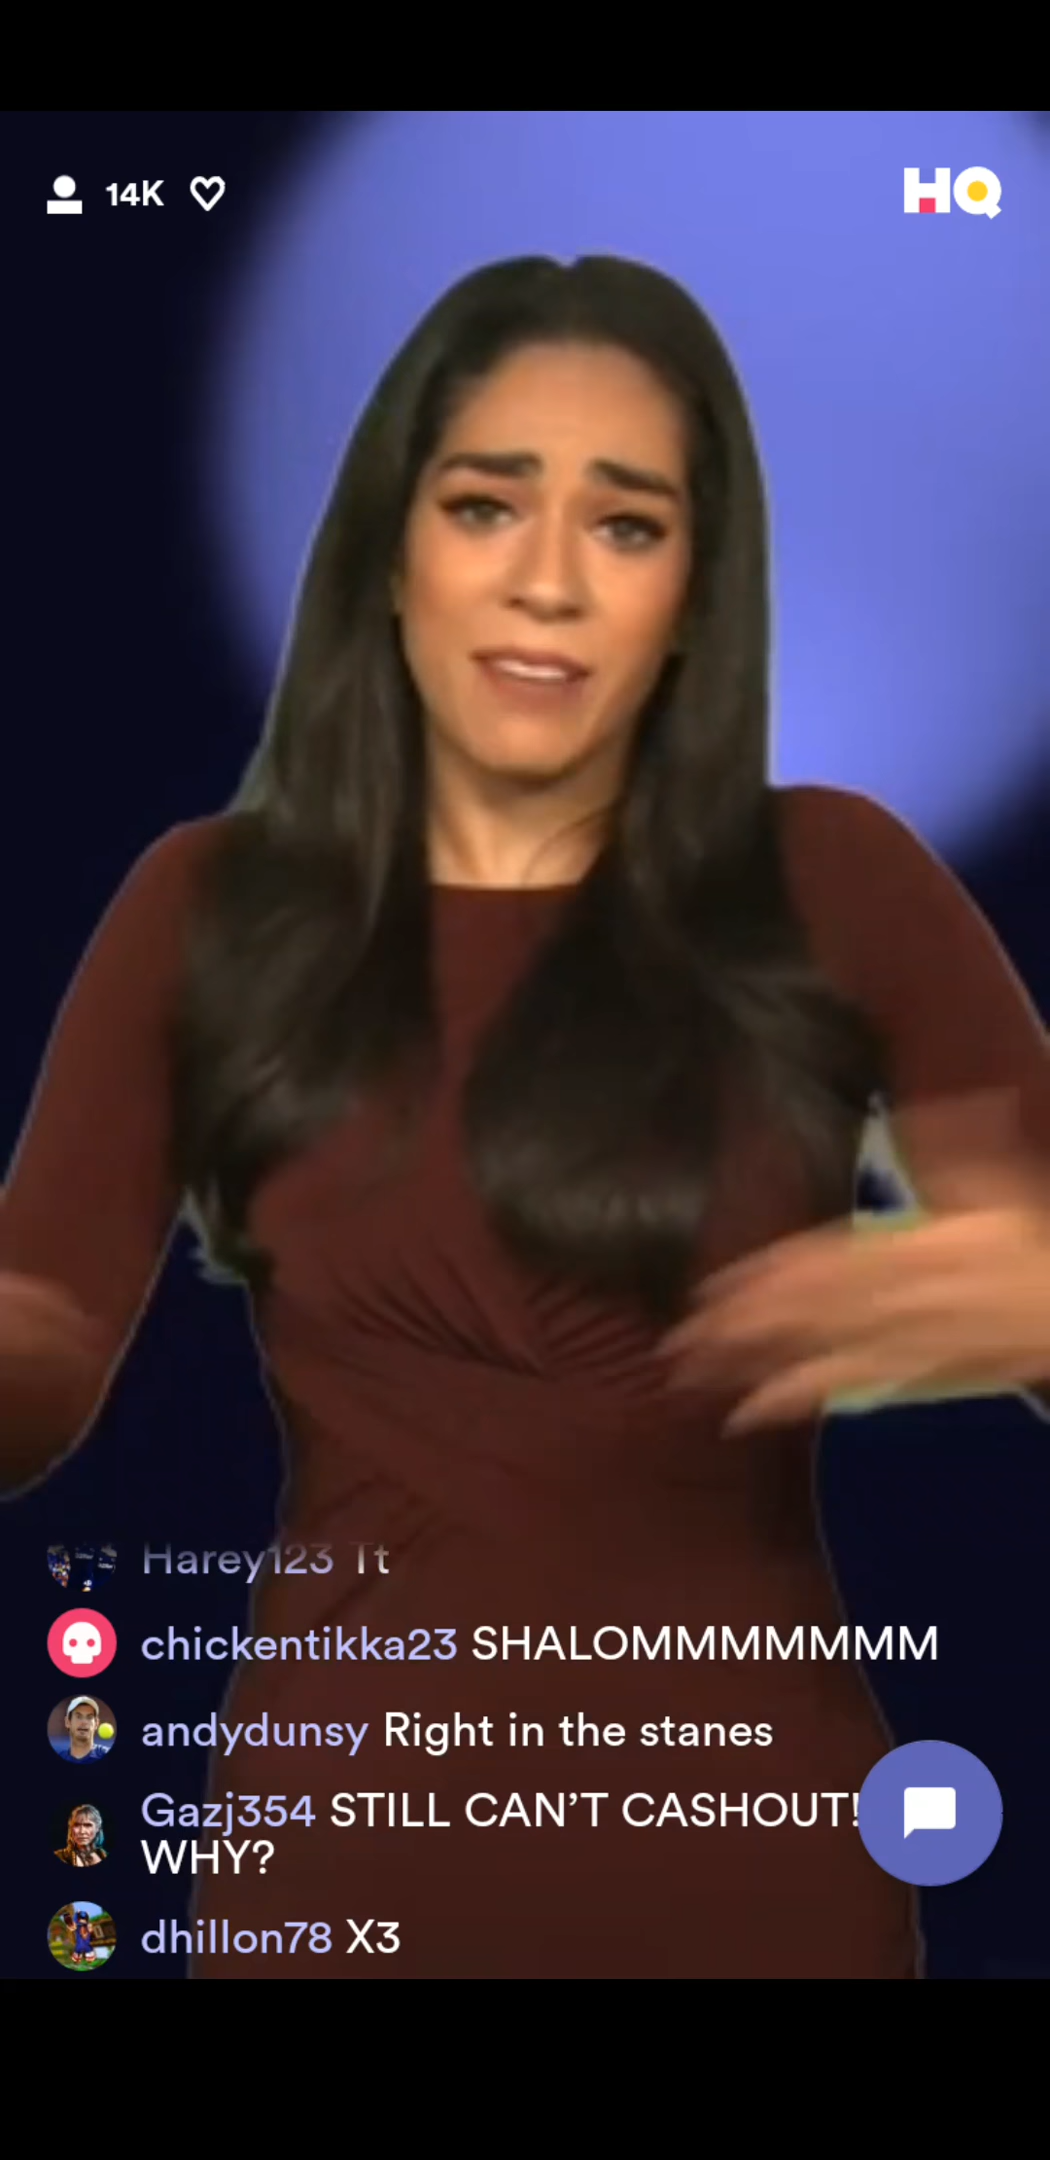 14K
HQ
Harey123 Tt
chickentikka23 SHALOMMMMMMM
andydunsy Right in the stanes
Gazj354 STILL CAN’T CASHOUT!
WHY?
dhillon78 X3